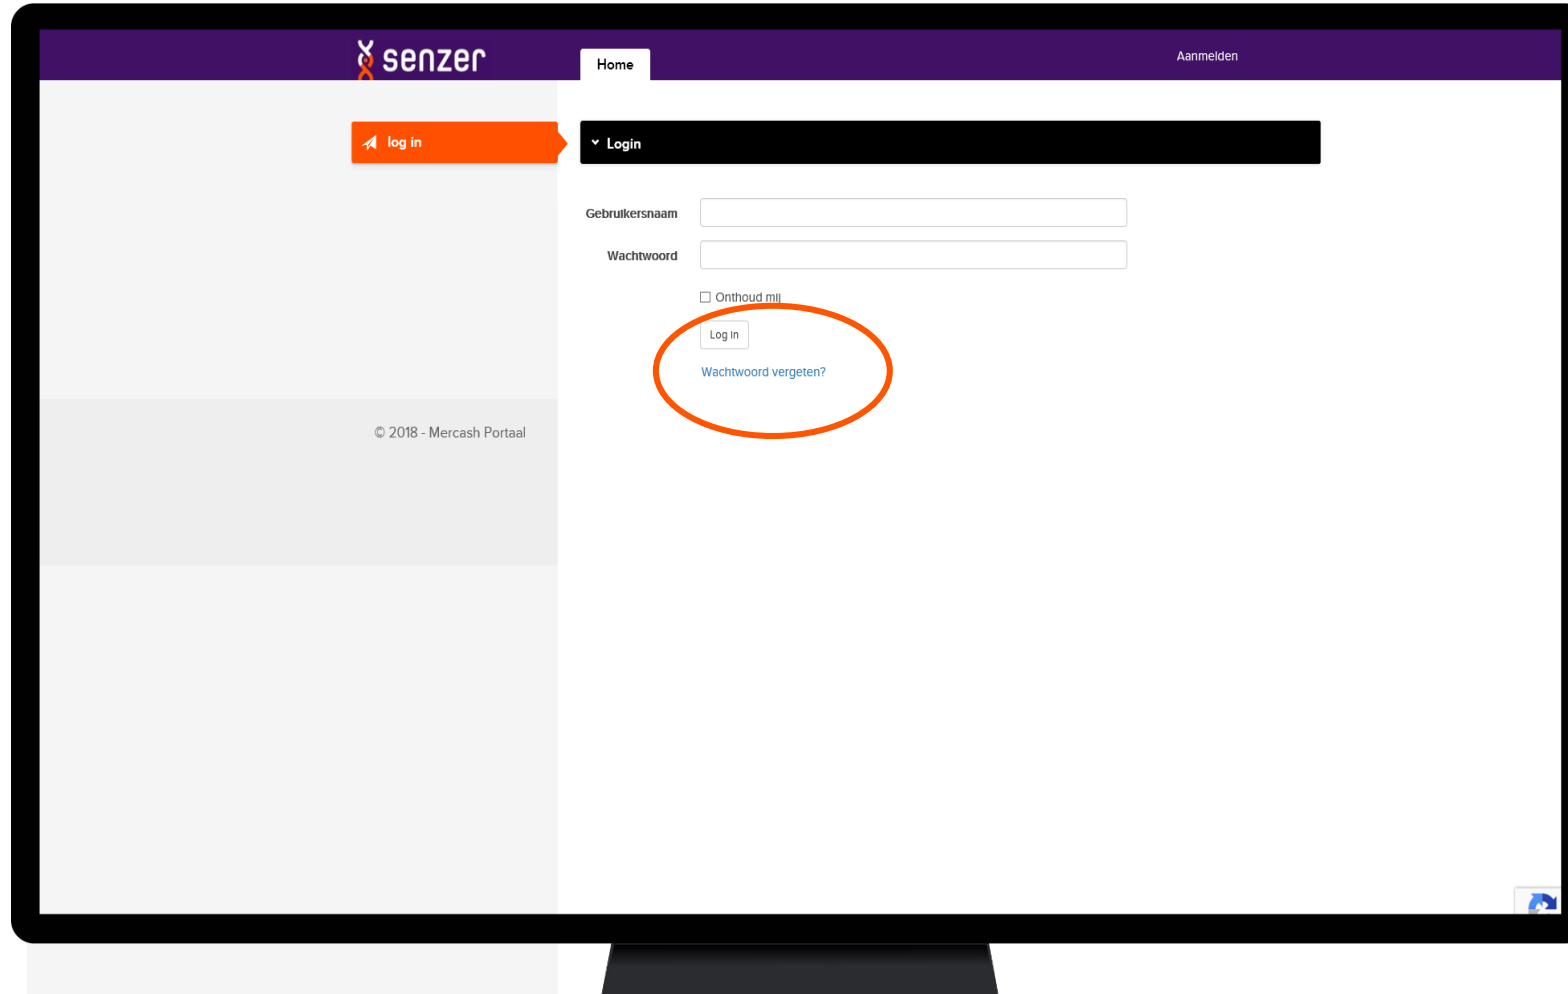 senzer
Home
Aanmelden
log in
Login
Gebruikersnaam
Wachtwoord
Onthoud mij
Log in
Wachtwoord vergeten?
© 2018 - Mercash Portaal